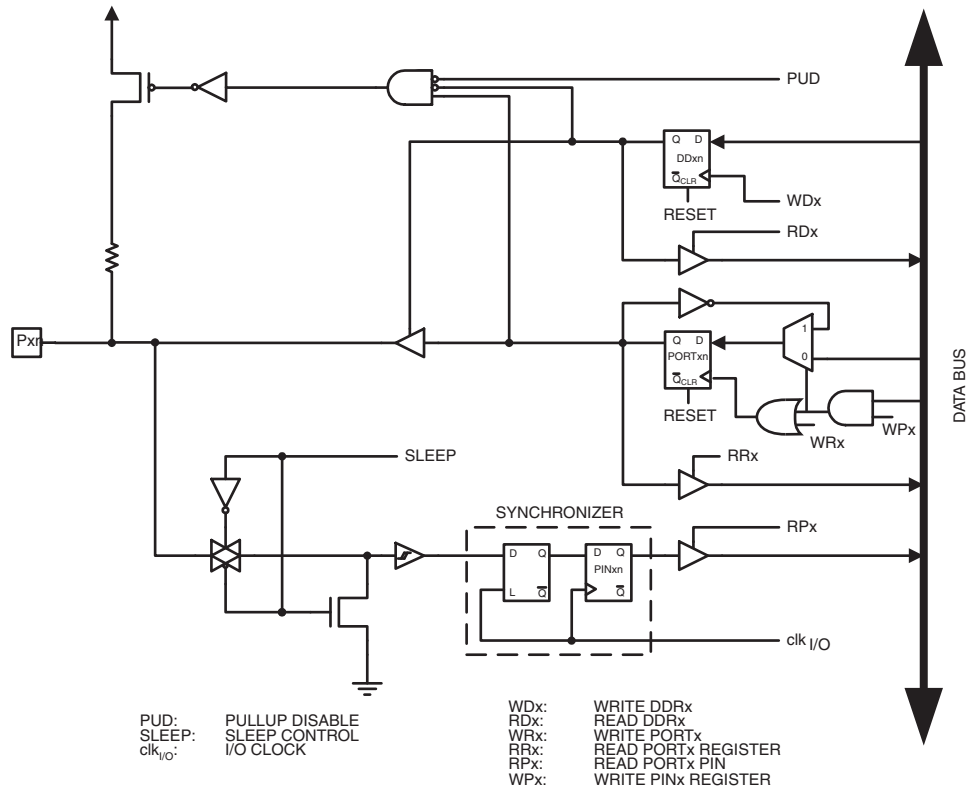 PUD
Q D
DDxn
Q CLR
WDx
RESET
RDx
Pxn
1
Q D
PORTxn
0
Q CLR
RESET
WRx
WPx
DATA BUS
SLEEP
RRx
SYNCHRONIZER
RPx
D Q
D Q
PINxn
L Q
Q
clk I/O
PUD: PULLUP DISABLE
SLEEP: SLEEP CONTROL
clk I/O: I/O CLOCK
WDx: WRITE DDRx
RDx: READ DDRx
WRx: WRITE PORTx
RRx: READ PORTx REGISTER
RPx: READ PORTx PIN
WPx: WRITE PINx REGISTER